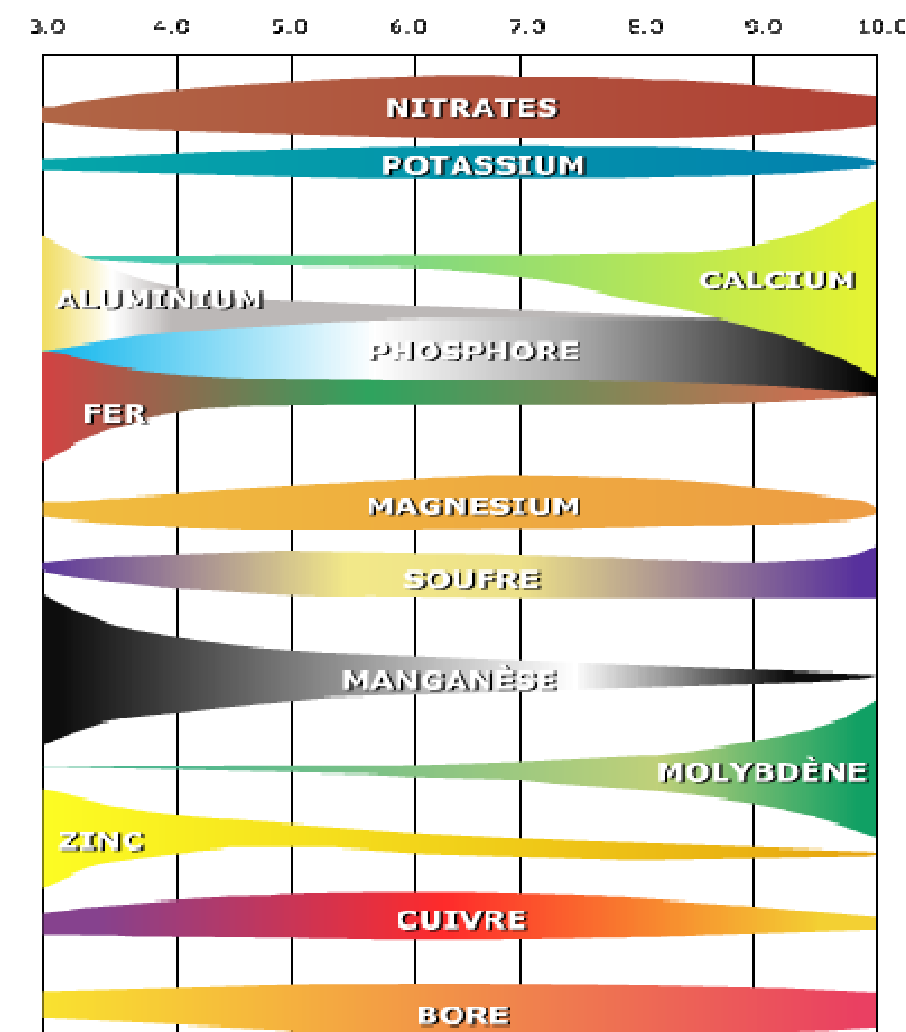 3.0 4.0 5.0 6.0 7.0 8.0 9.0 10.0
NITRATES
POTASSIUM
CALCIUM
ALUMINIUM
PHOSPHORE
FER
MAGNESIUM
SOUFRE
MANGANÈSE
MOLYBDÈNE
ZINC
CUIVRE
BORE